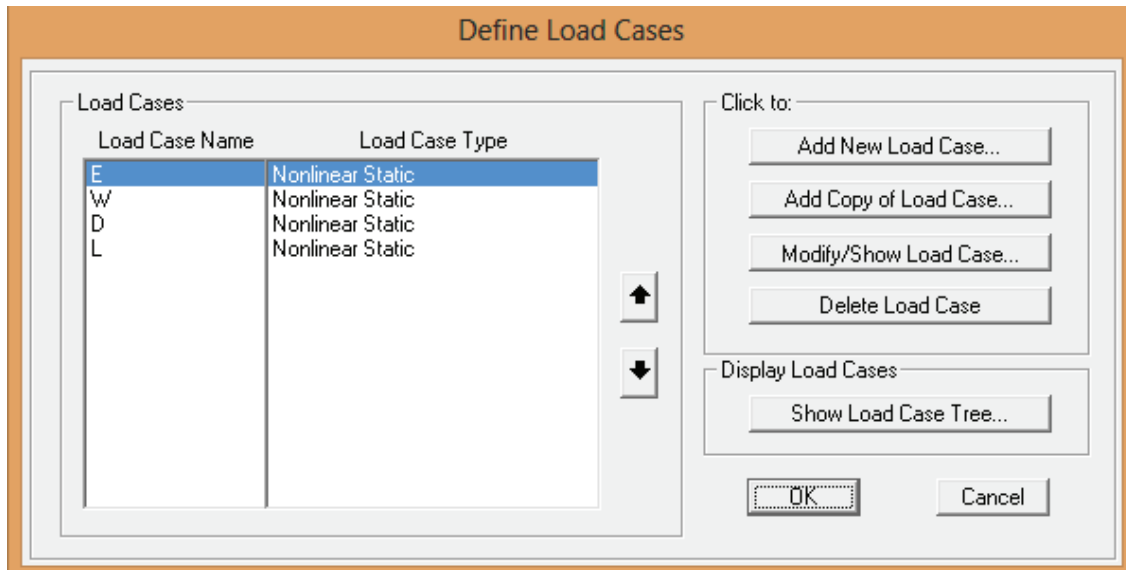 Define Load Cases
Load Cases
Load Case Name Load Case Type
E Nonlinear Static
W Nonlinear Static
D Nonlinear Static
L Nonlinear Static
Click to:
Add New Load Case...
Add Copy of Load Case...
Modify/Show Load Case...
Delete Load Case
Display Load Cases
Show Load Case Tree...
OK Cancel